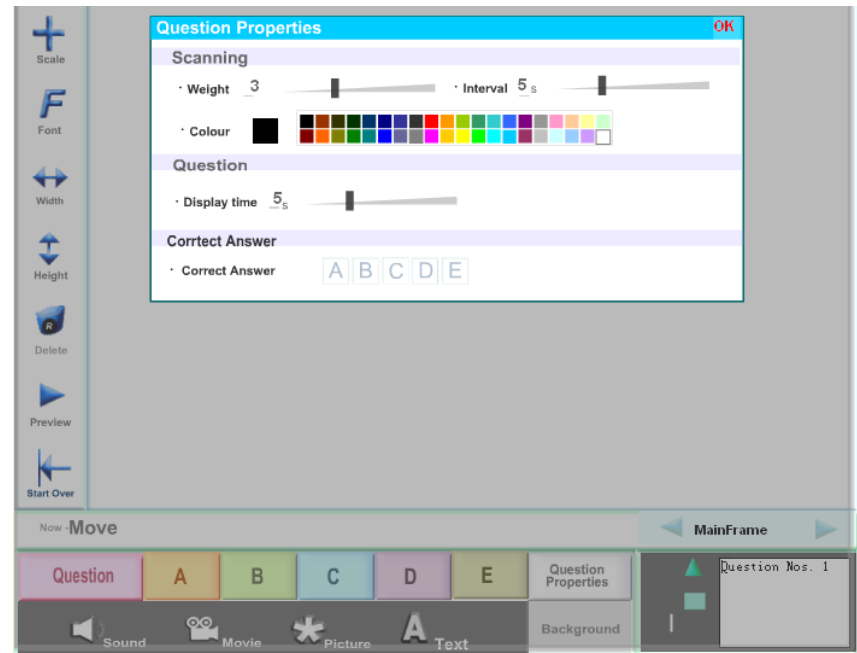 Question Properties OK
Scale
Scanning
· Weight 3 · Interval 5 s
F
Font
· Colour
Question
Width
· Display time 5 s
Corrtect Answer
Height
· Correct Answer A B C D E
R
Delete
Preview
Start Over
Now -Move MainFrame
Question A B C D E Question Properties
Question Nos. 1
Sound Movie Picture A Text Background